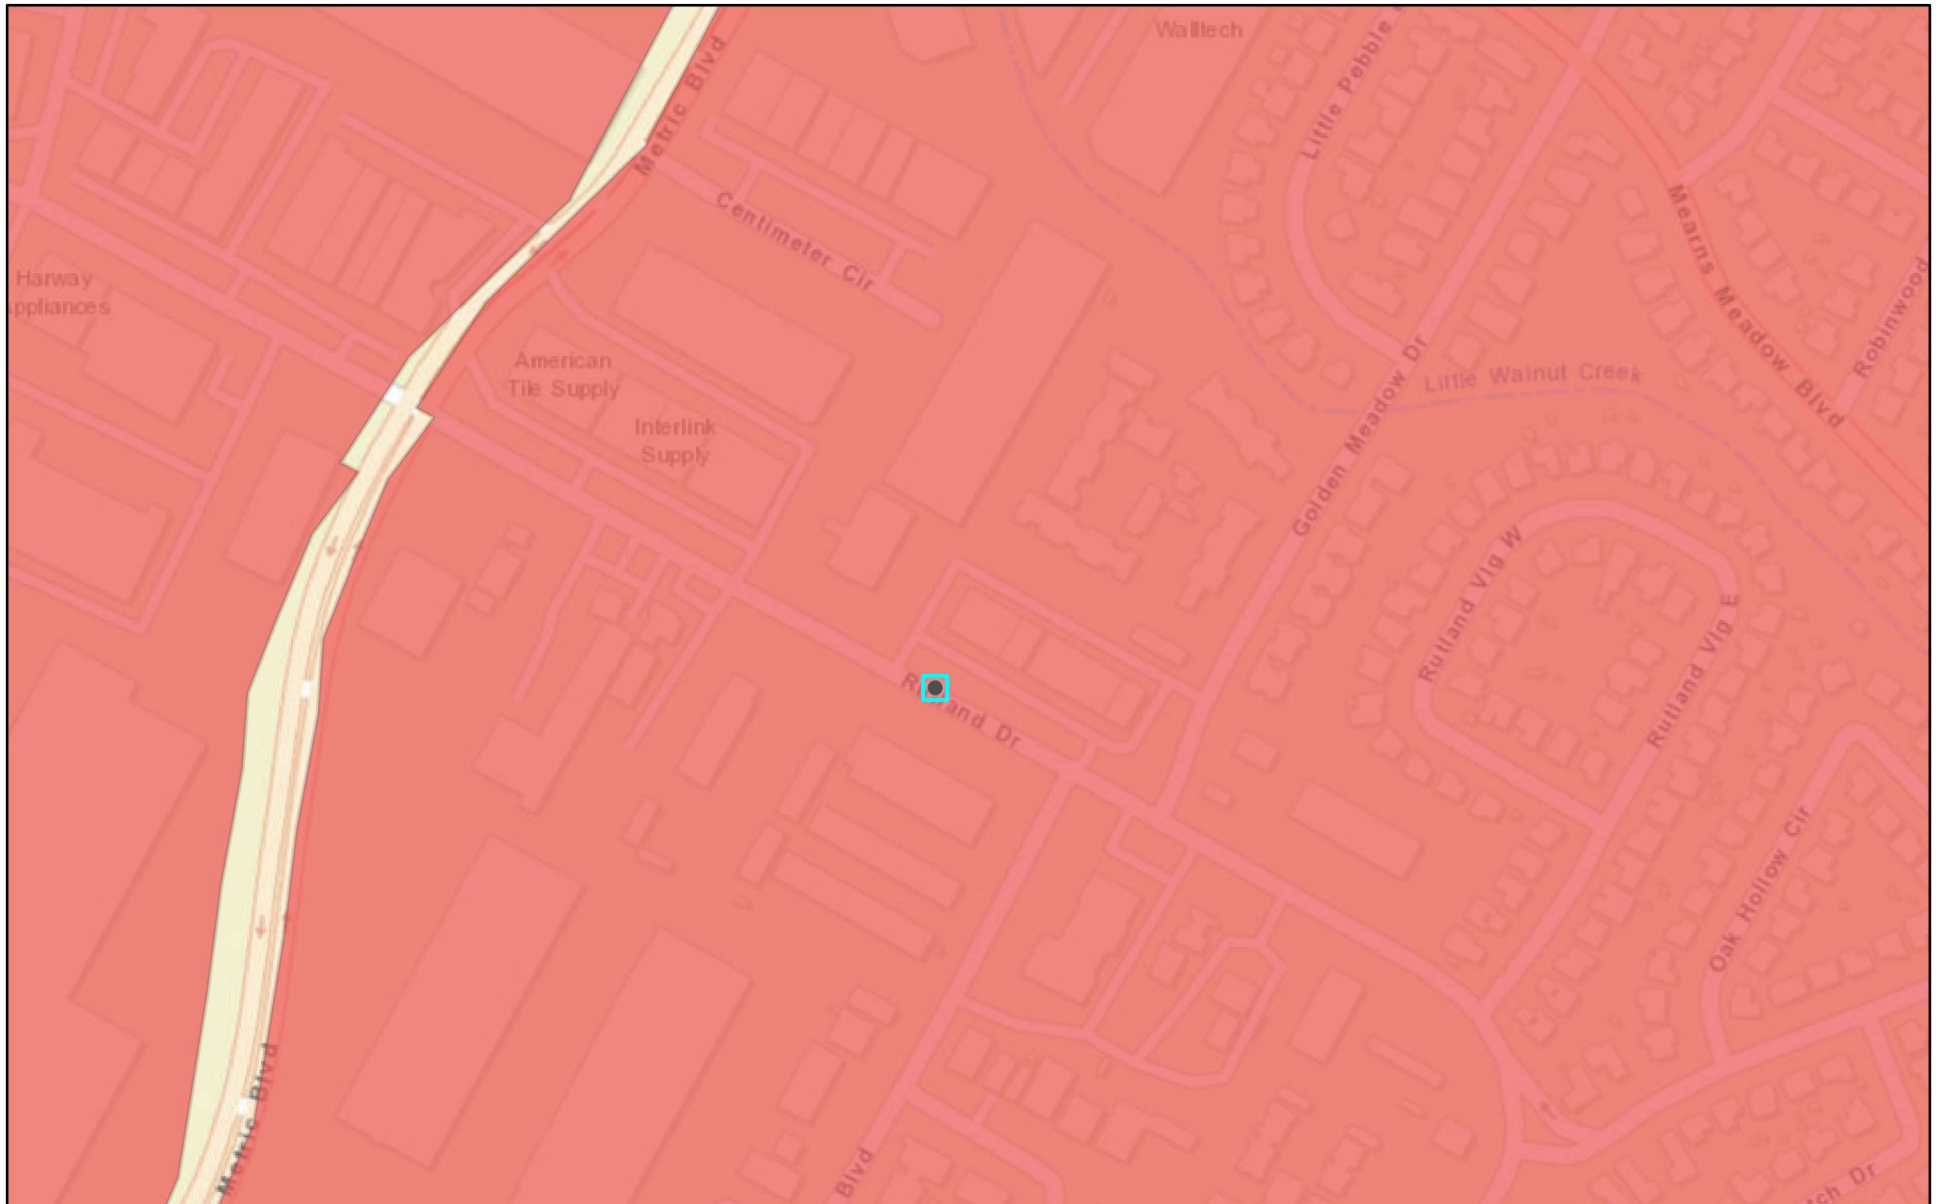 Walltech
Little Pebble
Metric Blvd
Centimeter Cir
Mearns Meadow Blvd
Robinwood
Harway
ppliances
American
Tile Supply
Golden Meadow Dr
Little Walnut Creek
Interlink
Supply
Rutland Vlg W
Rutland Vlg E
Rutland Dr
Oak Hollow Cir
Metric Blvd
Blvd
tch Dr